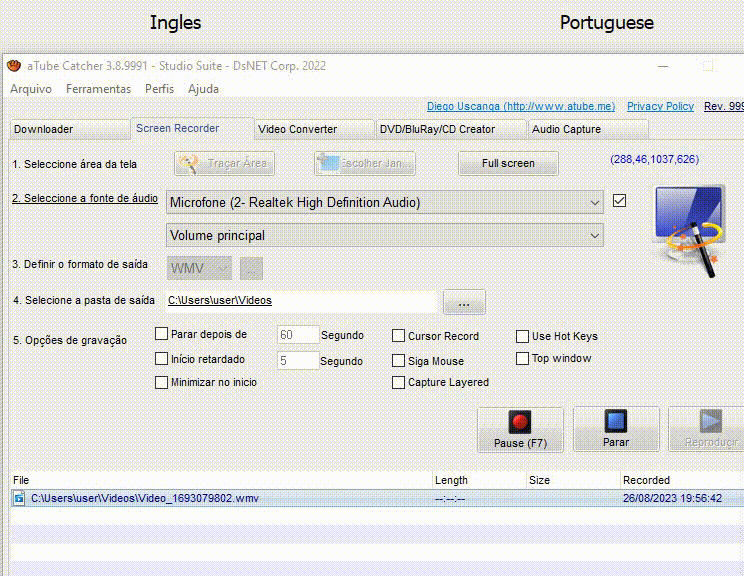 Ingles Portuguese
aTube Catcher 3.8.9991 - Studio Suite - DsNET Corp. 2022
Arquivo Ferramentas Perfis Ajuda
Diego Uscanga (http://www.atube.me) Privacy Policy Rev. 999
Downloader Screen Recorder Video Converter DVD/BluRay/CD Creator Audio Capture
1. Seleccione área da tela Traçar Área Escolher Jan. Full screen (288,46,1037,626)
2. Seleccione a fonte de áudio Microfone (2- Realtek High Definition Audio)
Volume principal
3. Definir o formato de saída WMV ...
4. Selecione a pasta de saída C:\Users\user\Videos ...
5. Opções de gravação Parar depois de 60 Segundo Cursor Record Use Hot Keys
Início retardado 5 Segundo Siga Mouse Top window
Minimizar no inicio Capture Layered
Pause (F7) Parar Reproducir
File Length Size Recorded
C:\Users\user\Videos\Video_1693079802.wmv --:--:-- 26/08/2023 19:56:42